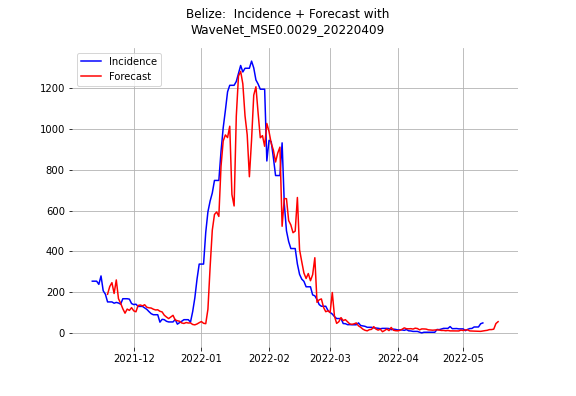 Belize:  Incidence + Forecast with
WaveNet_MSE0.0029_20220409
Incidence
Forecast
1200
1000
800
600
400
200
0
2021-12 2022-01 2022-02 2022-03 2022-04 2022-05